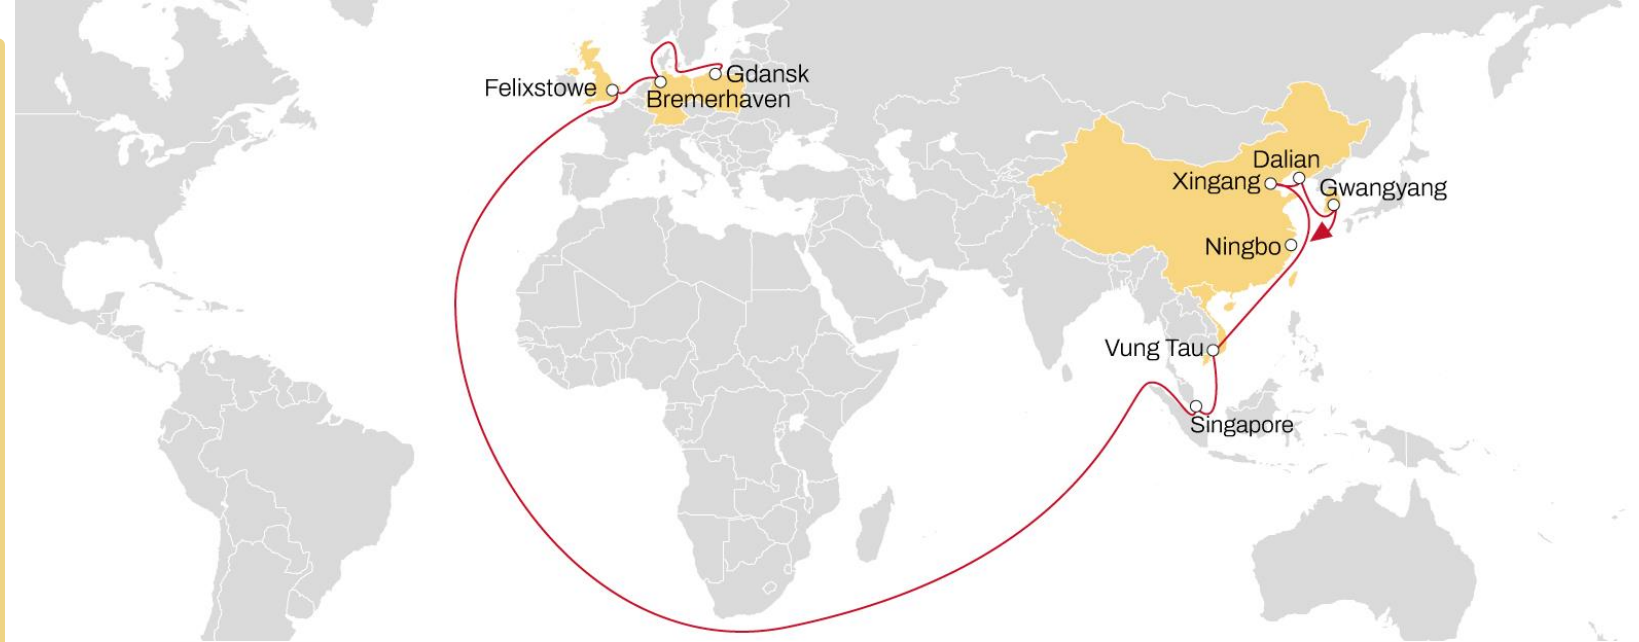 Gdansk
Felixstowe
Bremerhaven
Dalian
Xingang
Gwangyang
Ningbo
Vung Tau
Singapore